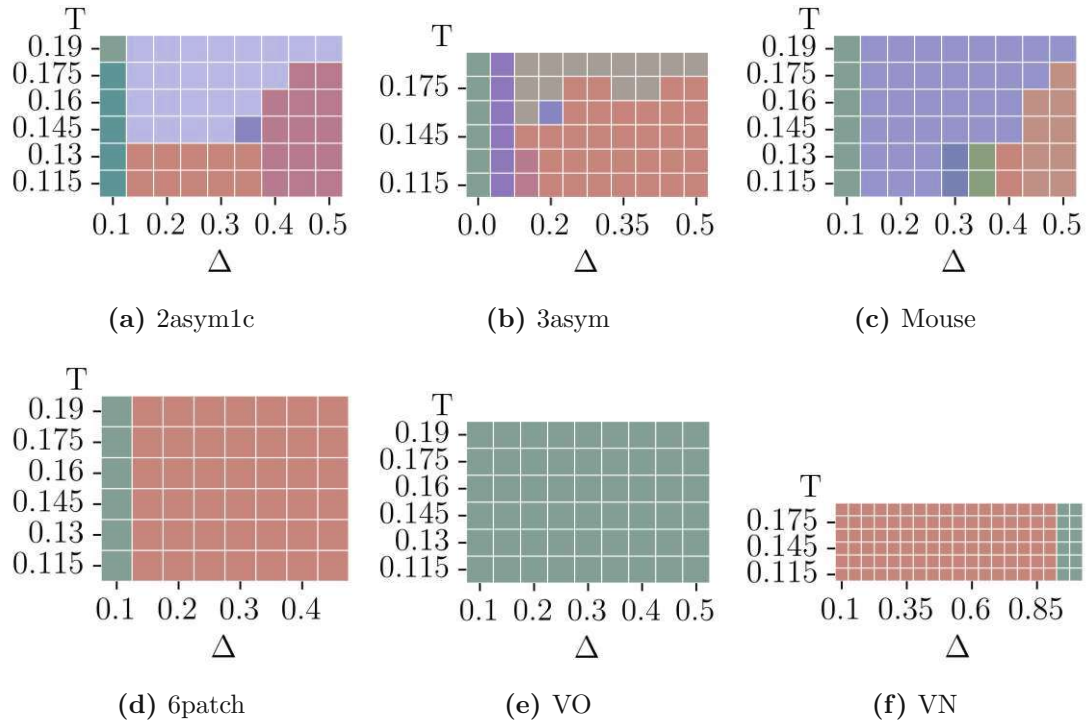 T
0.19
0.175
0.16
0.145
0.13
0.115
0.1 0.2 0.3 0.4 0.5
Δ
(a) 2asym1c
T
0.175
0.145
0.115
0.0 0.2 0.35 0.5
Δ
(b) 3asym
T
0.19
0.175
0.16
0.145
0.13
0.115
0.1 0.2 0.3 0.4 0.5
Δ
(c) Mouse
T
0.19
0.175
0.16
0.145
0.13
0.115
0.1 0.2 0.3 0.4
Δ
(d) 6patch
T
0.19
0.175
0.16
0.145
0.13
0.115
0.1 0.2 0.3 0.4 0.5
Δ
(e) VO
T
0.175
0.145
0.115
0.1 0.35 0.6 0.85
Δ
(f) VN